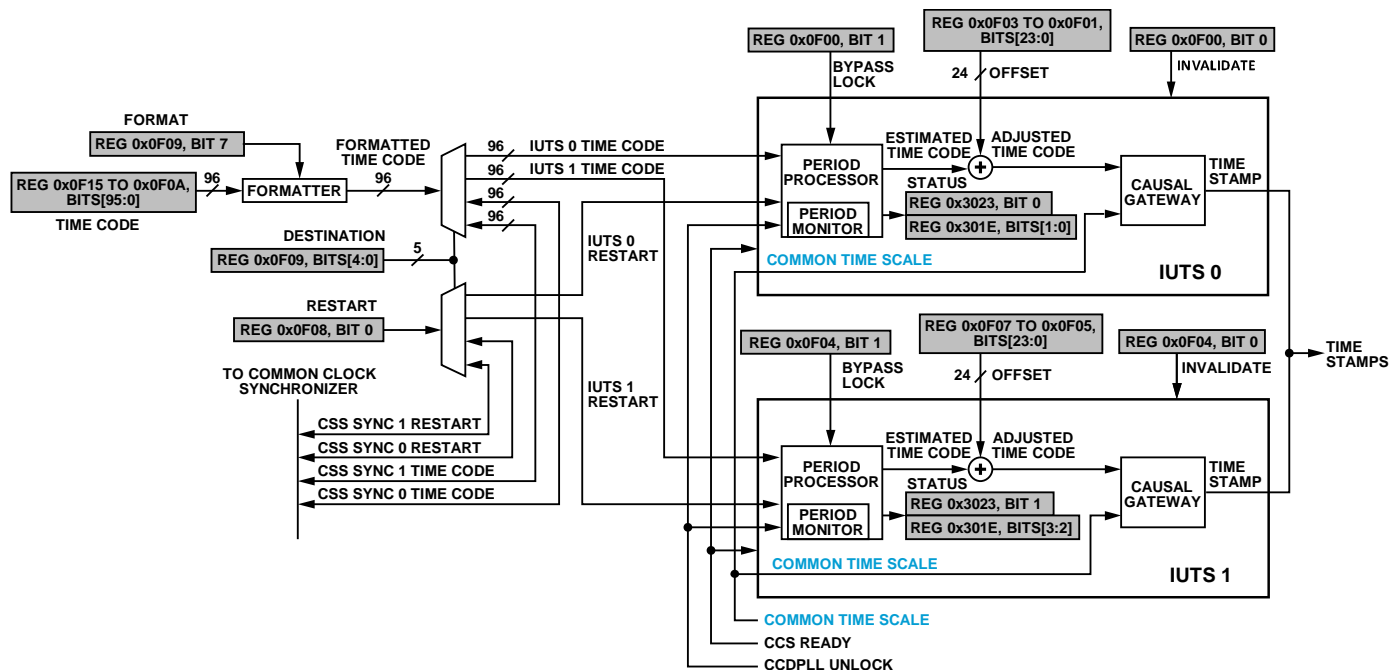 REG 0x0F00, BIT 1
REG 0x0F03 TO 0x0F01,
BITS[23:0]
REG 0x0F00, BIT 0
BYPASS
LOCK
24
OFFSET
INVALIDATE
FORMAT
REG 0x0F09, BIT 7
REG 0x0F15 TO 0x0F0A,
BITS[95:0]
TIME CODE
96
FORMATTER
FORMATTED
TIME CODE
96
96
IUTS 0 TIME CODE
96
IUTS 1 TIME CODE
96
96
DESTINATION
REG 0x0F09, BITS[4:0]
5
RESTART
REG 0x0F08, BIT 0
IUTS 0
RESTART
IUTS 1
RESTART
TO COMMON CLOCK
SYNCHRONIZER
CSS SYNC 1 RESTART
CSS SYNC 0 RESTART
CSS SYNC 1 TIME CODE
CSS SYNC 0 TIME CODE
PERIOD
PROCESSOR
PERIOD
MONITOR
ESTIMATED
TIME CODE
+
ADJUSTED
TIME CODE
STATUS
REG 0x3023, BIT 0
REG 0x301E, BITS[1:0]
CAUSAL
GATEWAY
TIME
STAMP
COMMON TIME SCALE
IUTS 0
REG 0x0F04, BIT 1
REG 0x0F07 TO 0x0F05,
BITS[23:0]
REG 0x0F04, BIT 0
BYPASS
LOCK
24
OFFSET
INVALIDATE
TIME
STAMPS
PERIOD
PROCESSOR
PERIOD
MONITOR
ESTIMATED
TIME CODE
+
ADJUSTED
TIME CODE
STATUS
REG 0x3023, BIT 1
REG 0x301E, BITS[3:2]
CAUSAL
GATEWAY
TIME
STAMP
COMMON TIME SCALE
IUTS 1
COMMON TIME SCALE
CCS READY
CCDPLL UNLOCK